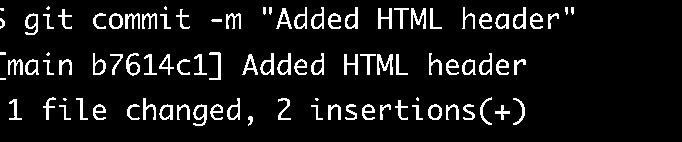 $ git commit -m "Added HTML header"
[main b7614c1] Added HTML header
1 file changed, 2 insertions(+)